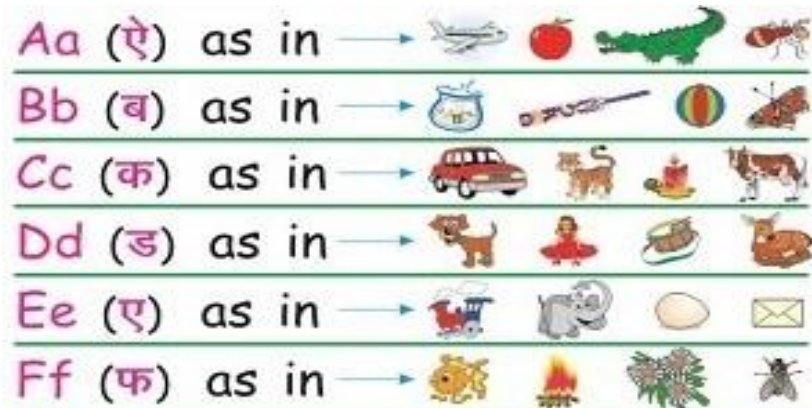 Aa (ऐ) as in
Bb (ब) as in
Cc (क) as in
Dd (ड) as in
Ee (ए) as in
Ff (फ) as in